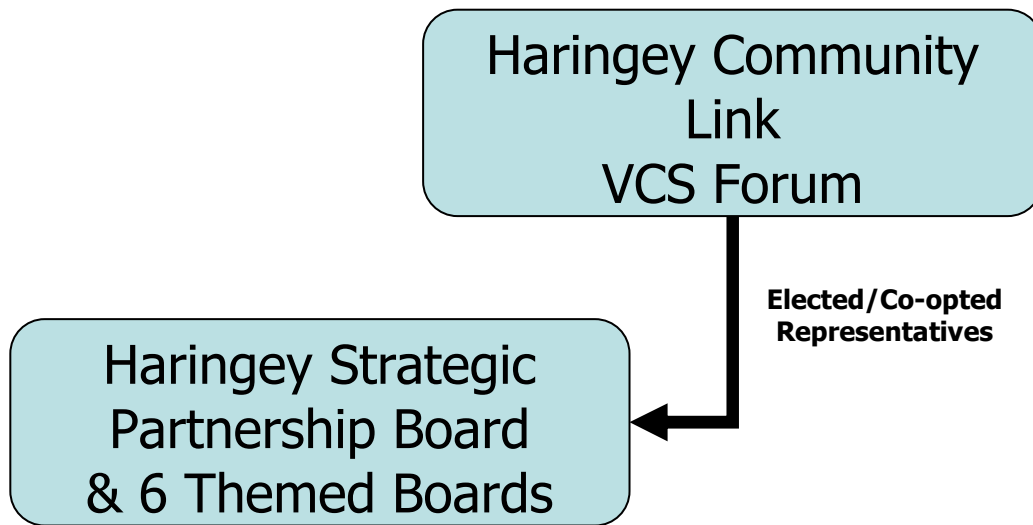 Haringey Community
Link
VCS Forum
Elected/Co-opted
Representatives
Haringey Strategic
Partnership Board
& 6 Themed Boards